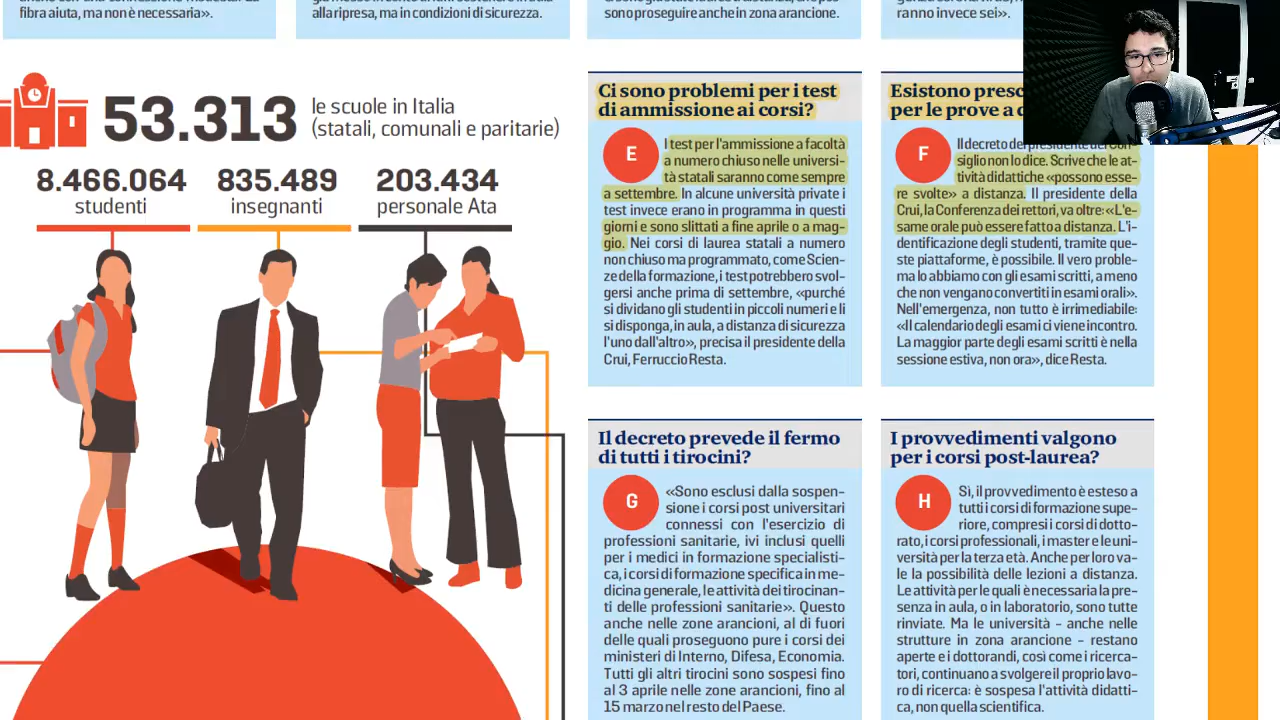 fibra aiuta, ma non è necessaria».
alla ripresa, ma in condizioni di sicurezza.
sono proseguire anche in zona arancione.
ranno invece sei».
53.313
le scuole in Italia
(statali, comunali e paritarie)
8.466.064
studenti
835.489
insegnanti
203.434
personale Ata
Ci sono problemi per i test
di ammissione ai corsi?
E
I test per l'ammissione a facoltà
a numero chiuso nelle universi-
tà statali saranno come sempre
a settembre. In alcune università private i
test invece erano in programma in questi
giorni e sono slittati a fine aprile o a mag-
gio. Nei corsi di laurea statali a numero
non chiuso ma programmato, come Scien-
ze della formazione, i test potrebbero svol-
gersi anche prima di settembre, «purché
si dividano gli studenti in piccoli numeri e li
si disponga, in aula, a distanza di sicurezza
l'uno dall'altro», precisa il presidente della
Crui, Ferruccio Resta.
Esistono presc
per le prove a d
F
Il decreto del presidente del Con-
siglio non lo dice. Scrive che le at-
tività didattiche «possono esse-
re svolte» a distanza. Il presidente della
Crui, la Conferenza dei rettori, va oltre: «L'e-
same orale può essere fatto a distanza. L'i-
dentificazione degli studenti, tramite que-
ste piattaforme, è possibile. Il vero proble-
ma lo abbiamo con gli esami scritti, a meno
che non vengano convertiti in esami orali».
Nell'emergenza, non tutto è irrimediabile:
«Il calendario degli esami ci viene incontro.
La maggior parte degli esami scritti è nella
sessione estiva, non ora», dice Resta.
Il decreto prevede il fermo
di tutti i tirocini?
G
«Sono esclusi dalla sospen-
sione i corsi post universitari
connessi con l'esercizio di
professioni sanitarie, ivi inclusi quelli
per i medici in formazione specialisti-
ca, i corsi di formazione specifica in me-
dicina generale, le attività dei tirocinan-
ti delle professioni sanitarie». Questo
anche nelle zone arancioni, al di fuori
delle quali proseguono pure i corsi dei
ministeri di Interno, Difesa, Economia.
Tutti gli altri tirocini sono sospesi fino
al 3 aprile nelle zone arancioni, fino al
15 marzo nel resto del Paese.
I provvedimenti valgono
per i corsi post-laurea?
H
Sì, il provvedimento è esteso a
tutti i corsi di formazione supe-
riore, compresi i corsi di dotto-
rato, i corsi professionali, i master e le uni-
versità per la terza età. Anche per loro va-
le la possibilità delle lezioni a distanza.
Le attività per le quali è necessaria la pre-
senza in aula, o in laboratorio, sono tutte
rinviate. Ma le università – anche nelle
strutture in zona arancione – restano
aperte e i dottorandi, così come i ricerca-
tori, continuano a svolgere il proprio lavo-
ro di ricerca: è sospesa l'attività didatti-
ca, non quella scientifica.